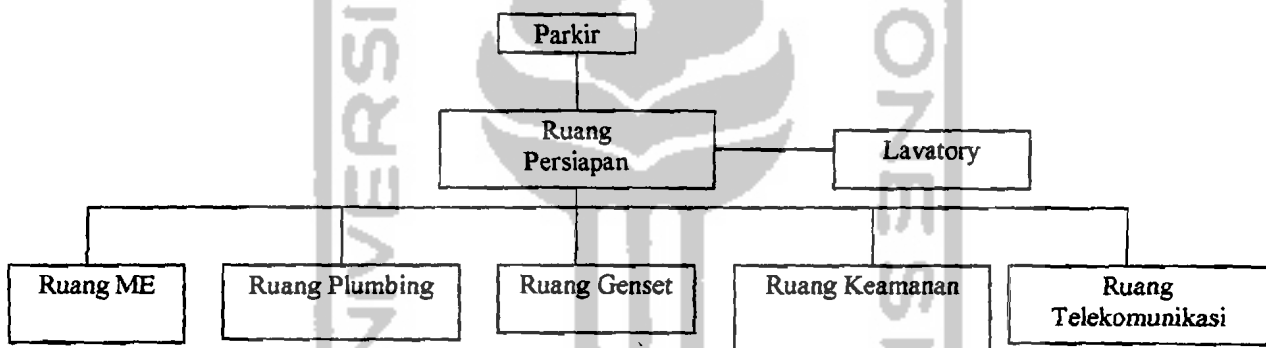 Parkir
Ruang
Persiapan
Lavatory
Ruang ME
Ruang Plumbing
Ruang Genset
Ruang Keamanan
Ruang
Telekomunikasi